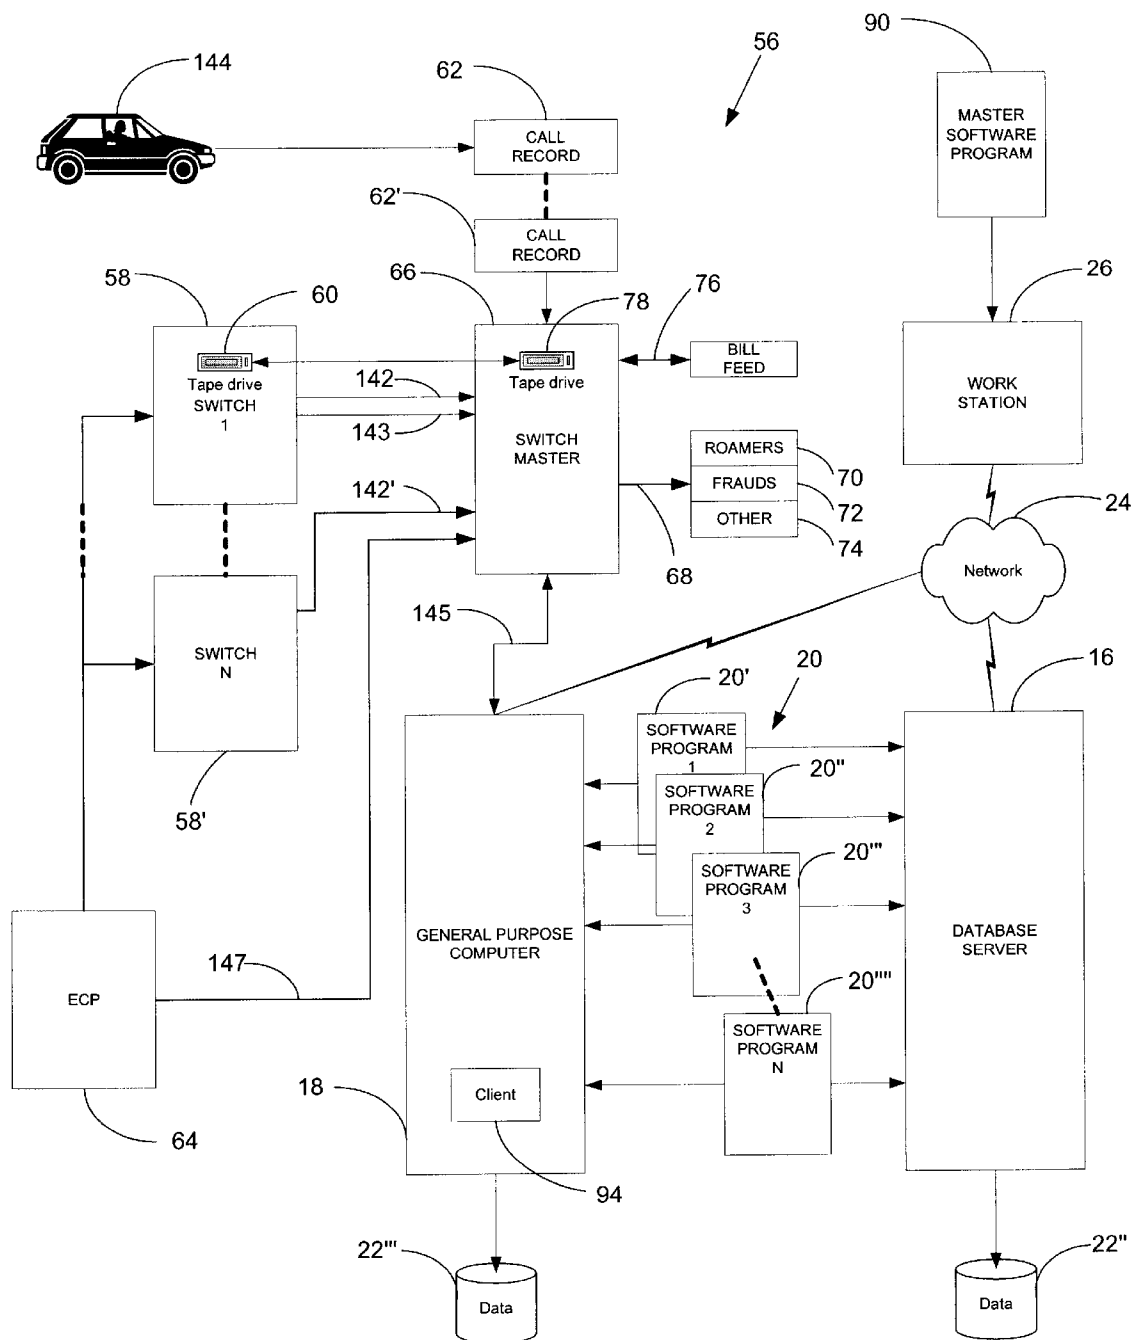 90
56
144
62
CALL
RECORD
MASTER
SOFTWARE
PROGRAM
62'
CALL
RECORD
58
60
66
78
76
26
Tape drive
SWITCH
1
Tape drive
BILL
FEED
WORK
STATION
142
143
SWITCH
MASTER
ROAMERS
70
FRAUDS
72
OTHER
74
142'
68
24
Network
145
SWITCH
N
58'
20'
20
16
SOFTWARE
PROGRAM
1
20''
SOFTWARE
PROGRAM
2
20'''
SOFTWARE
PROGRAM
3
GENERAL PURPOSE
COMPUTER
DATABASE
SERVER
147
ECP
20''''
SOFTWARE
PROGRAM
N
18
Client
64
94
22'''
Data
22''
Data